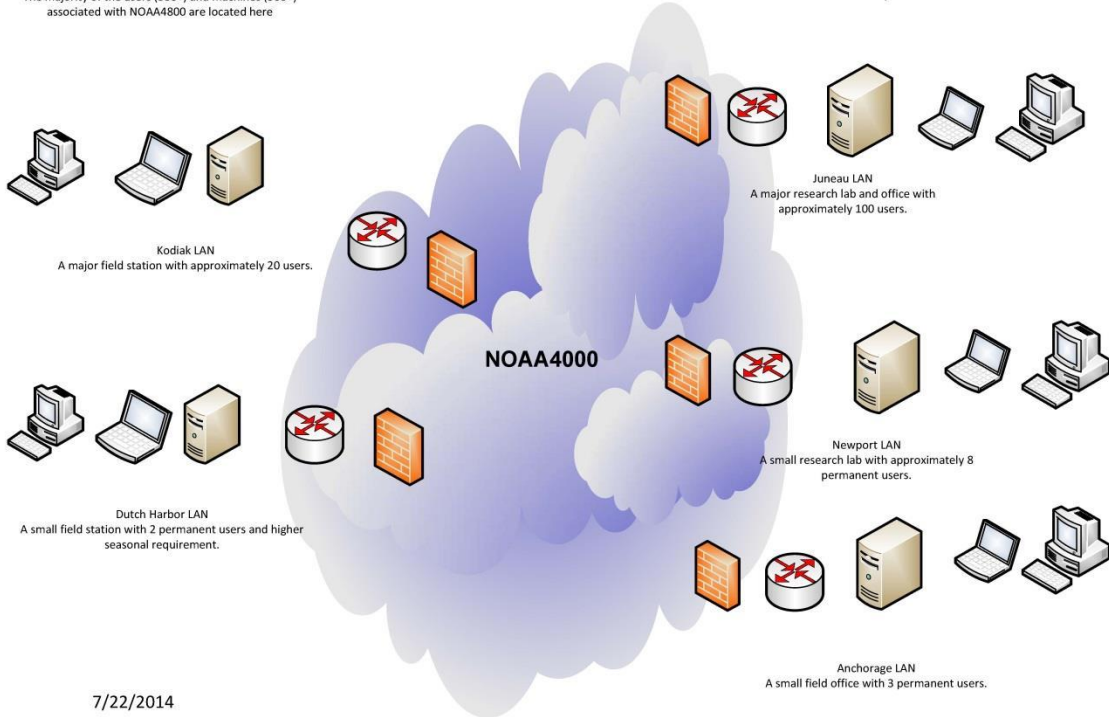 associated with NOAA4800 are located here
Juneau LAN
A major research lab and office with
approximately 100 users.
Kodiak LAN
A major field station with approximately 20 users.
NOAA4000
Newport LAN
A small research lab with approximately 8
permanent users.
Dutch Harbor LAN
A small field station with 2 permanent users and higher
seasonal requirement.
Anchorage LAN
A small field office with 3 permanent users.
7/22/2014